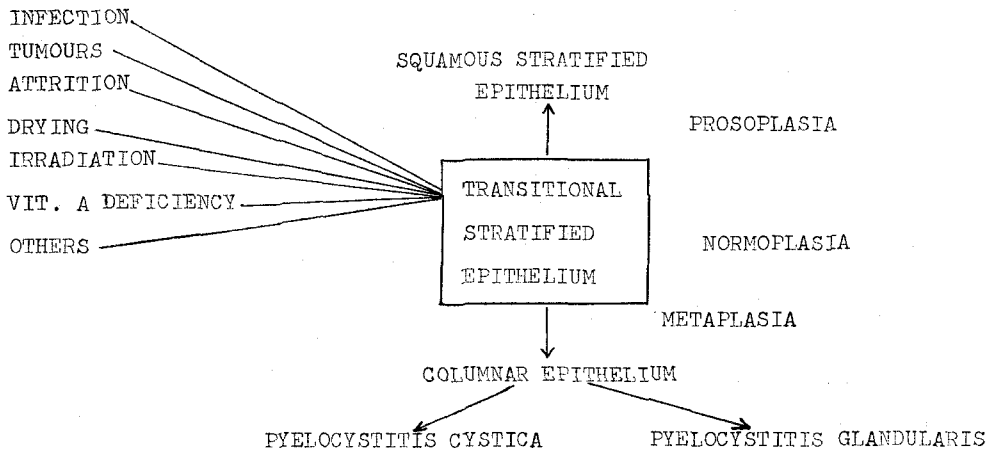 INFECTION
TUMOURS
ATTRITION
DRYING
IRRADIATION
VIT. A DEFICIENCY
OTHERS
SQUAMOUS STRATIFIED
EPITHELIUM
PROSOPLASIA
TRANSITIONAL
STRATIFIED
EPITHELIUM
NORMOPLASIA
METAPLASIA
COLUMNAR EPITHELIUM
PYELOCYSTITIS CYSTICA
PYELOCYSTITIS GLANDULARIS